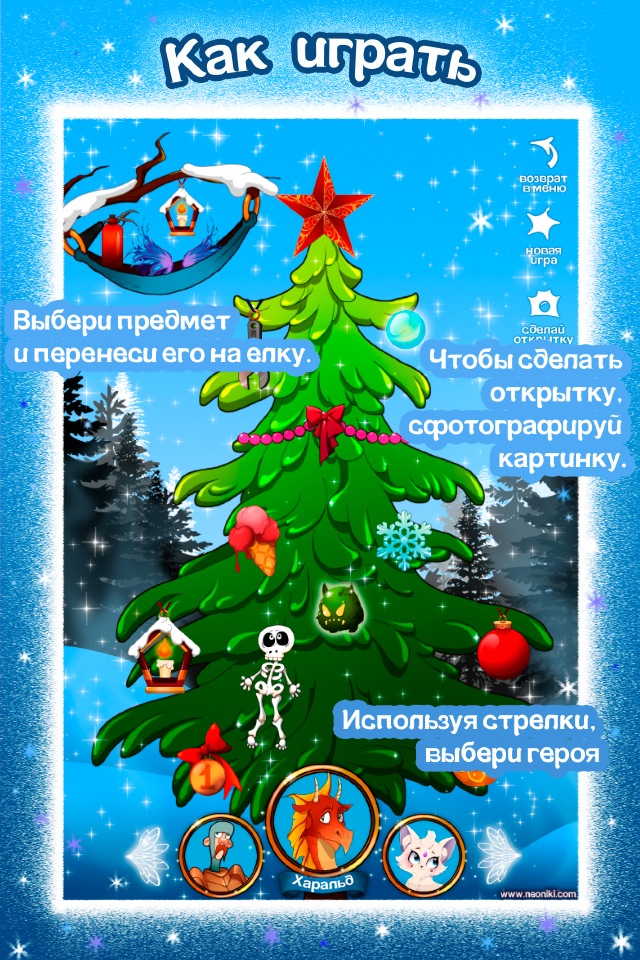 Как играть
возврат
в меню
новая
игра
сделай
открытку
Выбери предмет
и перенеси его на елку.
Чтобы сделать
открытку,
сфотографируй
картинку.
Используя стрелки,
выбери героя
1
Харальд
www.neoniki.com